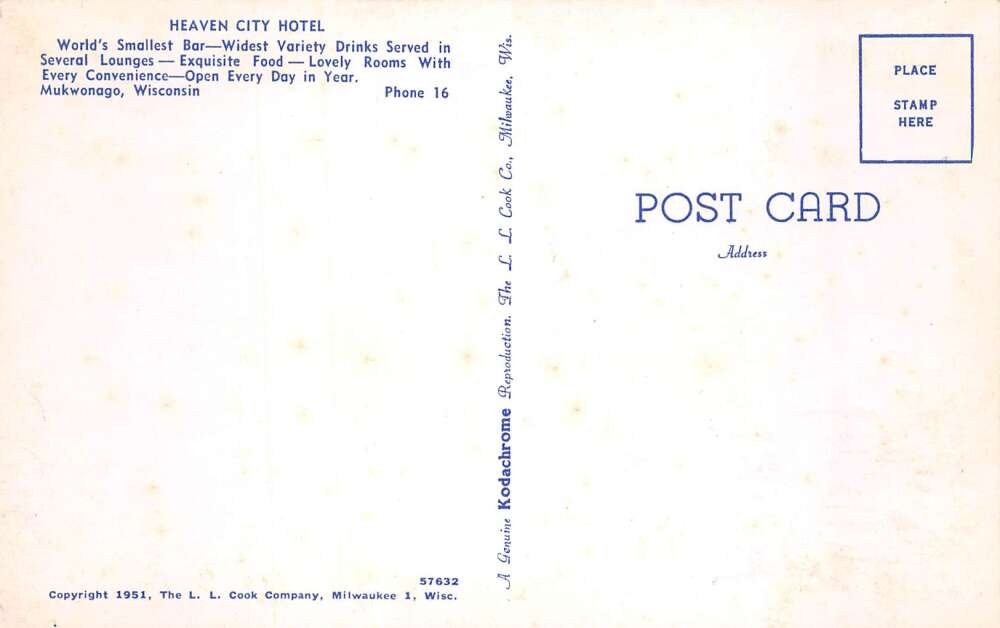 HEAVEN CITY HOTEL
World's Smallest Bar—Widest Variety Drinks Served in
Several Lounges — Exquisite Food — Lovely Rooms With
Every Convenience—Open Every Day in Year.
Mukwonago, Wisconsin Phone 16
57632
Copyright 1951, The L. L. Cook Company, Milwaukee 1, Wisc.
A Genuine Kodachrome Reproduction. The L. L. Cook Co., Milwaukee, Wis.
PLACE
STAMP
HERE
POST CARD
Address